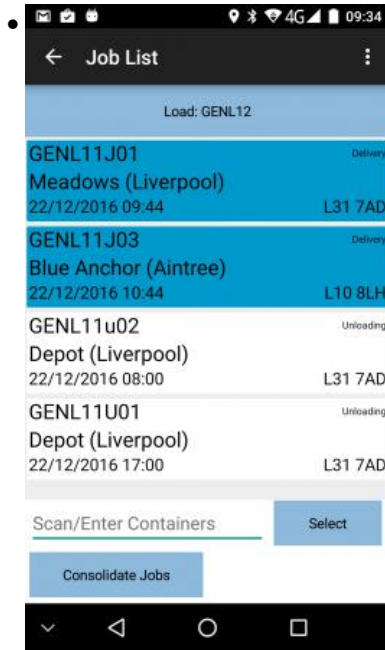 4G 09:34
Job List
Load: GENL12
GENL11J01 Delivery
Meadows (Liverpool)
22/12/2016 09:44 L31 7AD
GENL11J03 Delivery
Blue Anchor (Aintree)
22/12/2016 10:44 L10 8LH
GENL11u02 Unloading
Depot (Liverpool)
22/12/2016 08:00 L31 7AD
GENL11U01 Unloading
Depot (Liverpool)
22/12/2016 17:00 L31 7AD
Scan/Enter Containers Select
Consolidate Jobs